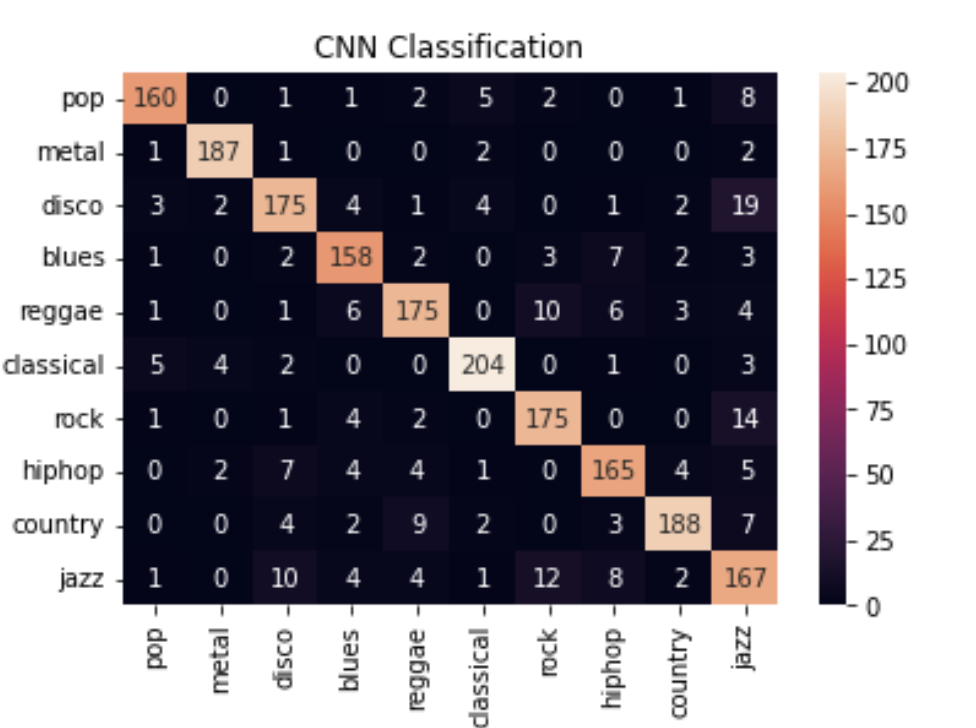 CNN Classification
pop 160 0 1 1 2 5 2 0 1 8
metal 1 187 1 0 0 2 0 0 0 2
disco 3 2 175 4 1 4 0 1 2 19
blues 1 0 2 158 2 0 3 7 2 3
reggae 1 0 1 6 175 0 10 6 3 4
classical 5 4 2 0 0 204 0 1 0 3
rock 1 0 1 4 2 0 175 0 0 14
hiphop 0 2 7 4 4 1 0 165 4 5
country 0 0 4 2 9 2 0 3 188 7
jazz 1 0 10 4 4 1 12 8 2 167
pop metal disco blues reggae classical rock hiphop country jazz
200
175
150
125
100
75
50
25
0